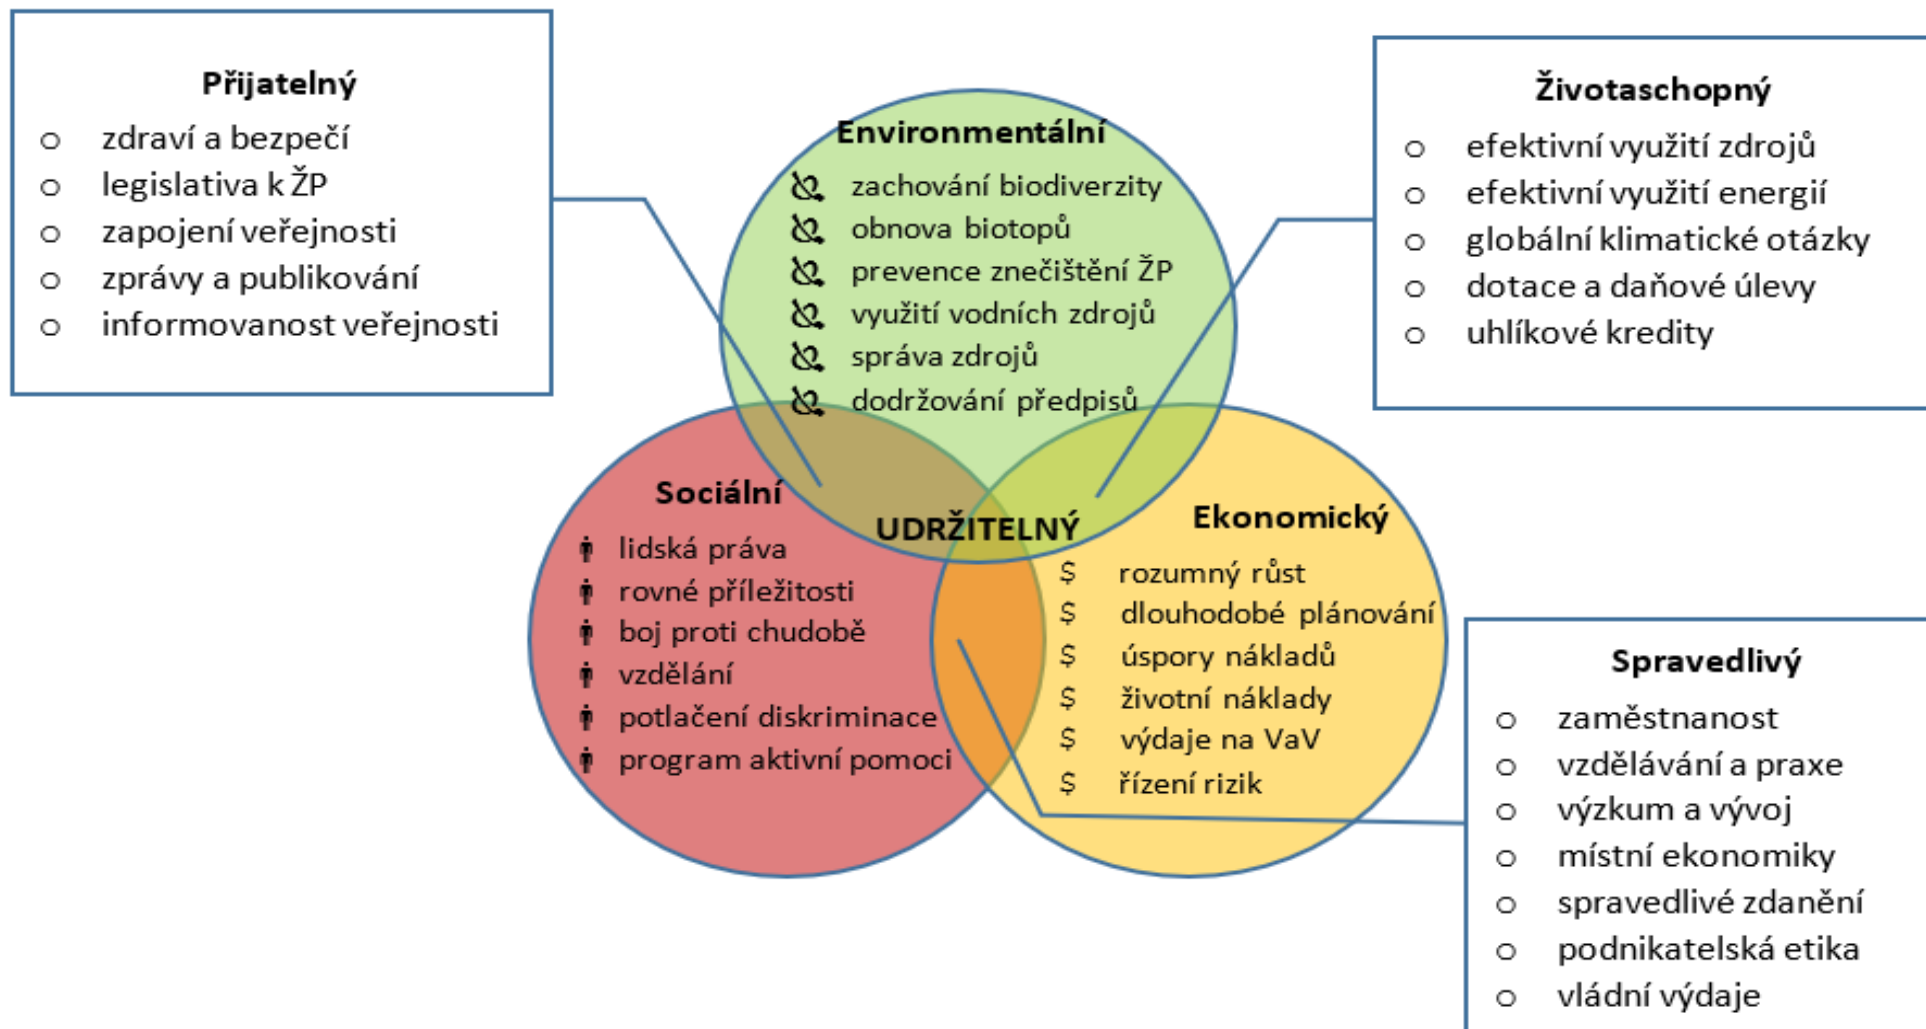 Přijatelný
o zdraví a bezpečí
o legislativa k ŽP
o zapojení veřejnosti
o zprávy a publikování
o informovanost veřejnosti
Environmentální
zachování biodiverzity
obnova biotopů
prevence znečištění ŽP
využití vodních zdrojů
správa zdrojů
dodržování předpisů
Životaschopný
o efektivní využití zdrojů
o efektivní využití energií
o globální klimatické otázky
o dotace a daňové úlevy
o uhlíkové kredity
Sociální
lidská práva
rovné příležitosti
boj proti chudobě
vzdělání
potlačení diskriminace
program aktivní pomoci
UDRŽITELNÝ
Ekonomický
$ rozumný růst
$ dlouhodobé plánování
$ úspory nákladů
$ životní náklady
$ výdaje na VaV
$ řízení rizik
Spravedlivý
o zaměstnanost
o vzdělávání a praxe
o výzkum a vývoj
o místní ekonomiky
o spravedlivé zdanění
o podnikatelská etika
o vládní výdaje